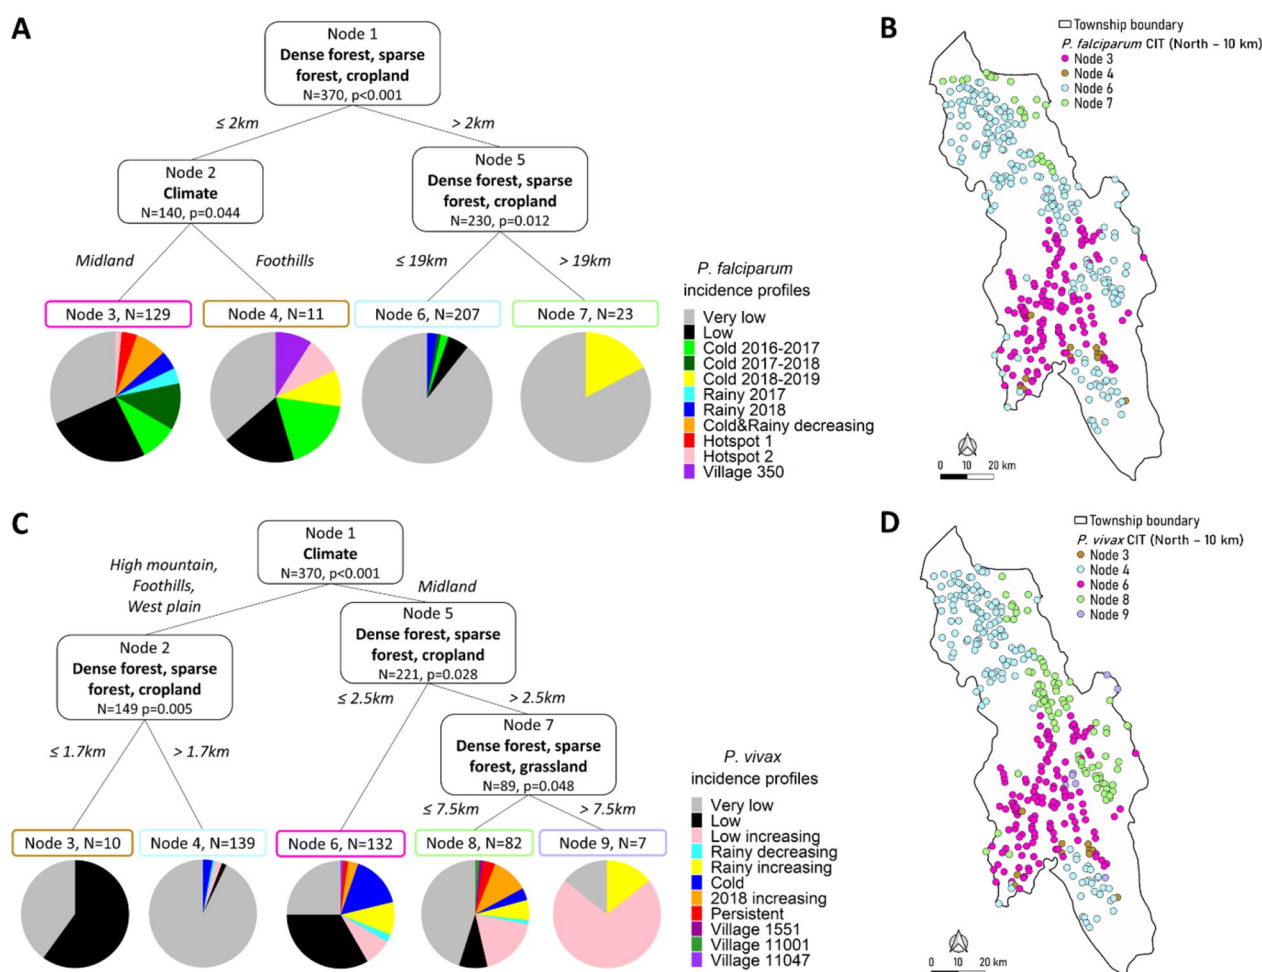 A
Node 1
Dense forest, sparse
forest, cropland
N=370, p<0.001
≤ 2km
> 2km
Node 2
Climate
N=140, p=0.044
Node 5
Dense forest, sparse
forest, cropland
N=230, p=0.012
Midland
Foothills
≤ 19km
> 19km
Node 3, N=129
Node 4, N=11
Node 6, N=207
Node 7, N=23
P. falciparum
incidence profiles
Very low
Low
Cold 2016-2017
Cold 2017-2018
Cold 2018-2019
Rainy 2017
Rainy 2018
Cold&Rainy decreasing
Hotspot 1
Hotspot 2
Village 350
B
Township boundary
P. falciparum CIT (North – 10 km)
Node 3
Node 4
Node 6
Node 7
0 10 20 km
C
Node 1
Climate
N=370, p<0.001
High mountain,
Foothills,
West plain
Midland
Node 2
Dense forest, sparse
forest, cropland
N=149 p=0.005
Node 5
Dense forest, sparse
forest, cropland
N=221, p=0.028
≤ 2.5km
> 2.5km
Node 7
Dense forest, sparse
forest, grassland
N=89, p=0.048
≤ 1.7km
> 1.7km
≤ 7.5km
> 7.5km
Node 3, N=10
Node 4, N=139
Node 6, N=132
Node 8, N=82
Node 9, N=7
P. vivax
incidence profiles
Very low
Low
Low increasing
Rainy decreasing
Rainy increasing
Cold
2018 increasing
Persistent
Village 1551
Village 11001
Village 11047
D
Township boundary
P. vivax CIT (North – 10 km)
Node 3
Node 4
Node 6
Node 8
Node 9
0 10 20 km